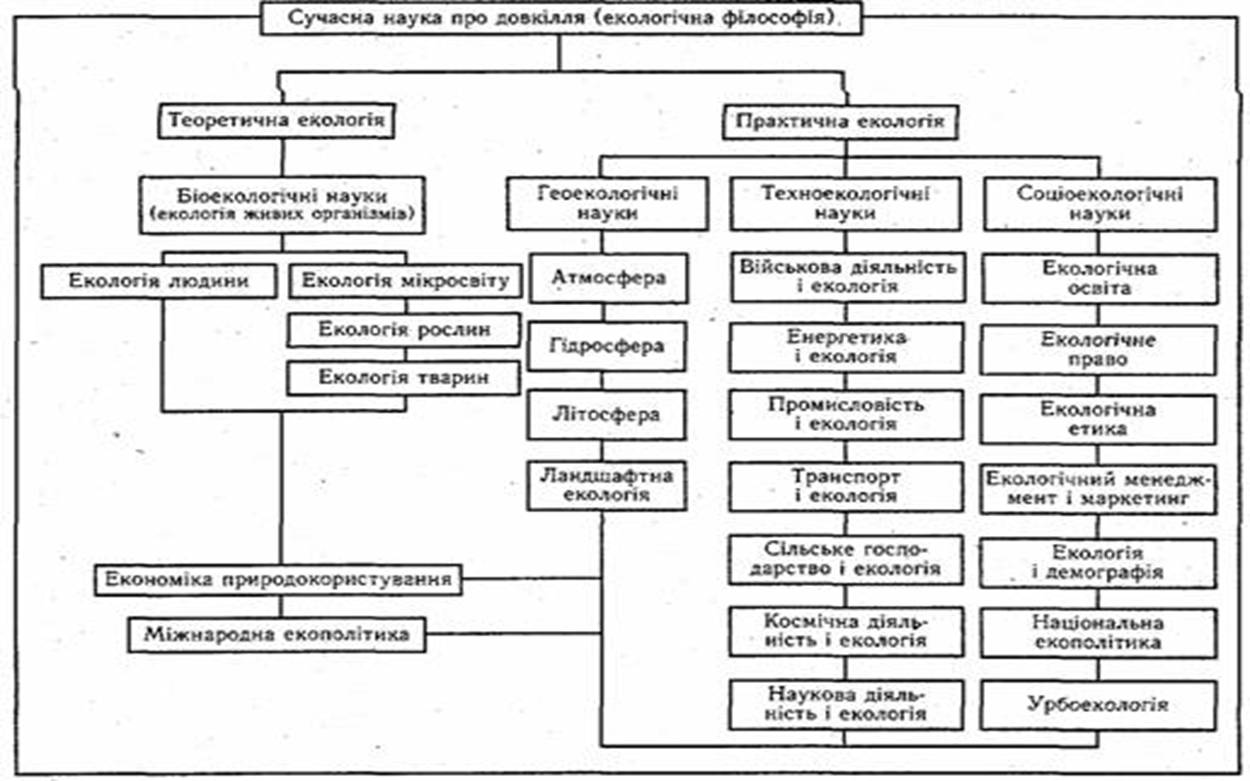 Сучасна наука про довкілля (екологічна філософія).
Теоретична екологія
Практична екологія
Біоекологічні науки
(екологія живих організмів)
Геоекологічні
науки
Техноекологічні
науки
Соціоекологічні
науки
Екологія людини
Екологія мікросвіту
Екологія рослин
Екологія тварин
Атмосфера
Гідросфера
Літосфера
Ландшафтна
екологія
Військова діяльність
і екологія
Енергетика
і екологія
Промисловість
і екологія
Транспорт
і екологія
Сільське госпо-
дарство і екологія
Космічна діяль-
ність і екологія
Наукова діяль-
ність і екологія
Екологічна
освіта
Екологічне
право
Екологічна
етика
Екологічний менедж-
мент і маркетинг
Екологія
і демографія
Національна
екополітика
Урбоекологія
Економіка природокористування
Міжнародна екополітика